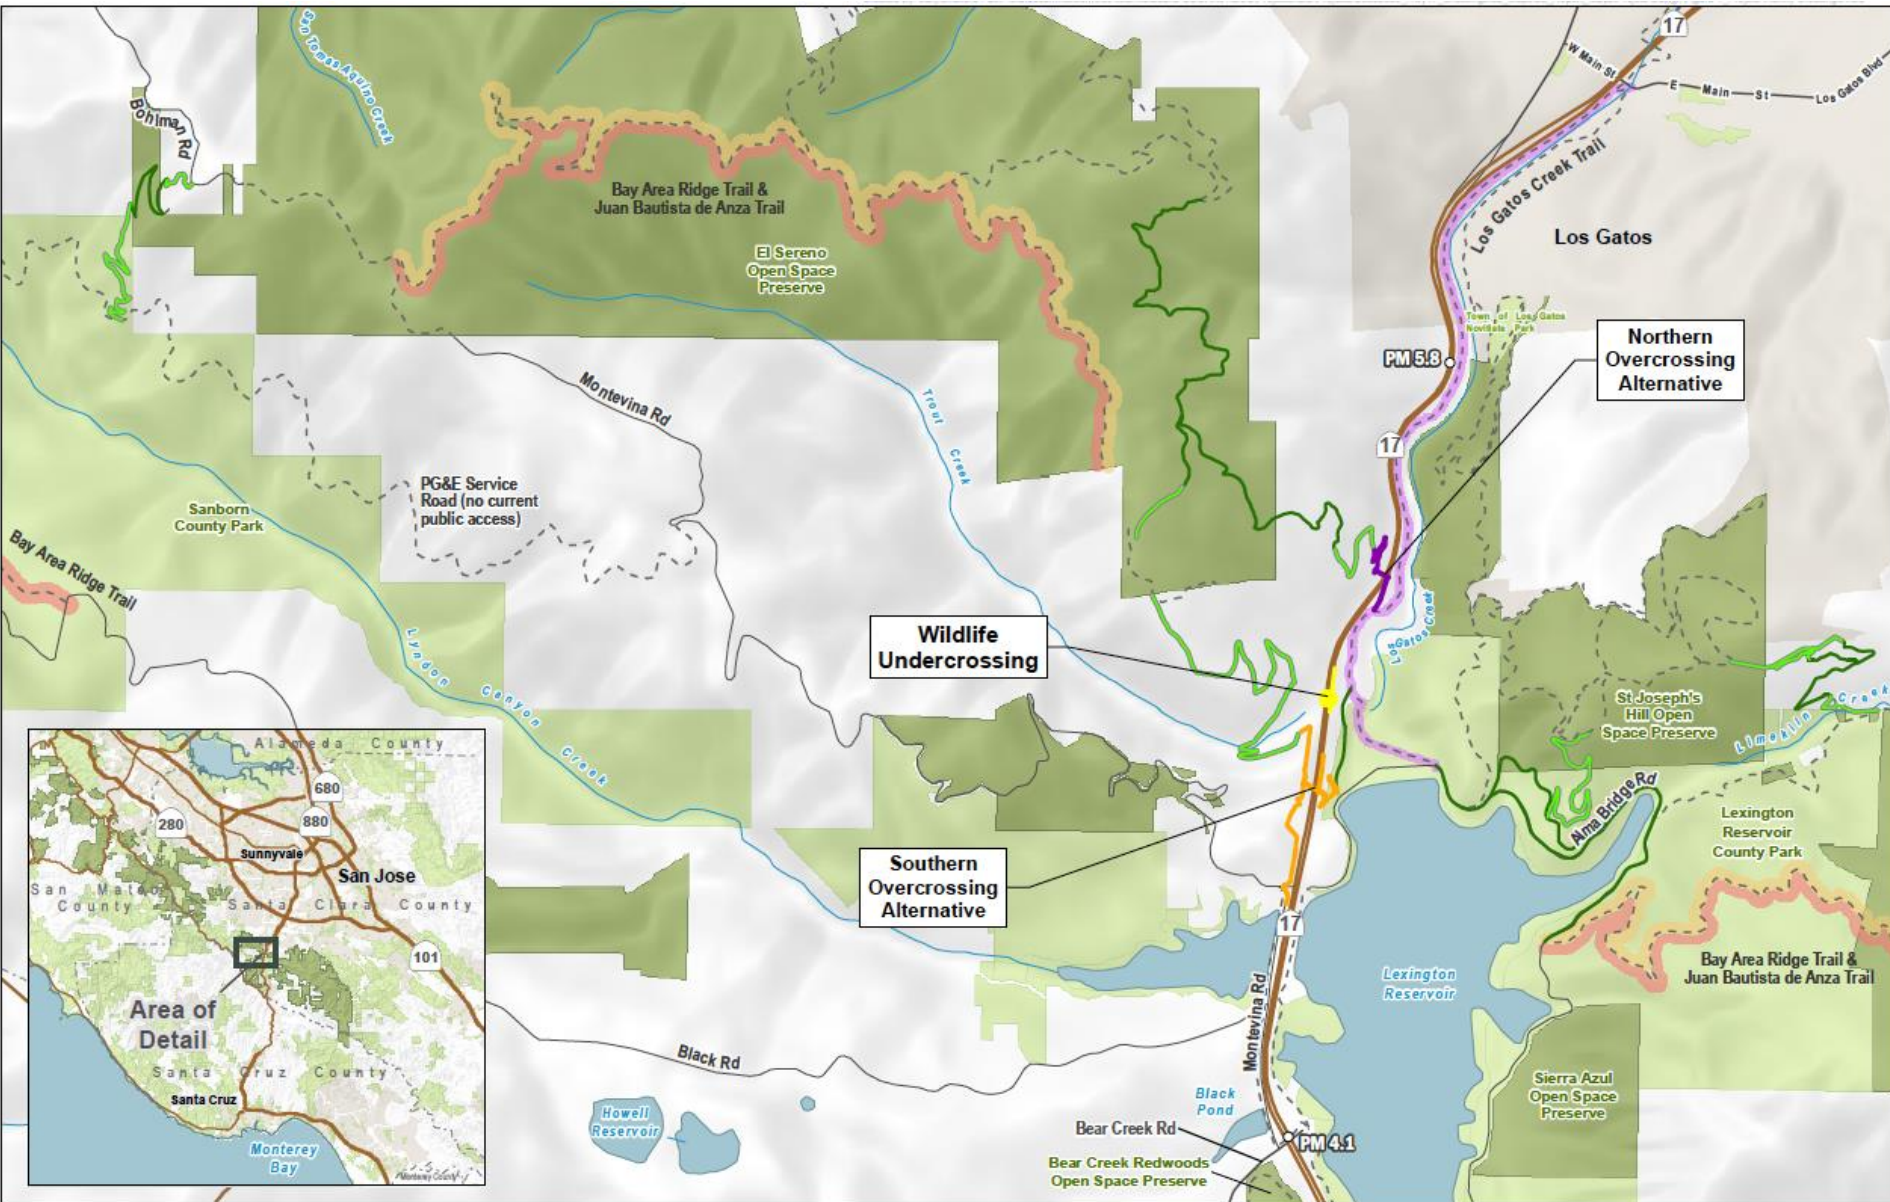 17
W Main St
E Main St
Los Gatos Blvd
San Tomas Aquino Creek
Bohlman Rd
Los Gatos Creek Trail
Bay Area Ridge Trail &
Juan Bautista de Anza Trail
Los Gatos
El Sereno
Open Space
Preserve
Town of Los Gatos
Novitiate Park
Northern
Overcrossing
Alternative
PM 5.8
Montevina Rd
Trout Creek
17
PG&E Service
Road (no current
public access)
Sanborn
County Park
Bay Area Ridge Trail
Los Gatos Creek
Wildlife
Undercrossing
Lyndon Canyon Creek
St Joseph's
Hill Open
Space Preserve
Limekiln Creek
Alma Bridge Rd
Lexington
Reservoir
County Park
Southern
Overcrossing
Alternative
17
Bay Area Ridge Trail &
Juan Bautista de Anza Trail
Lexington
Reservoir
Montevina Rd
Black Rd
Sierra Azul
Open Space
Preserve
Black
Pond
Howell
Reservoir
Bear Creek Rd
PM 4.1
Bear Creek Redwoods
Open Space Preserve
Alameda County
680
280
880
Sunnyvale
San Jose
San Mateo
County
Santa Clara County
101
Area of
Detail
Santa Cruz County
Santa Cruz
Monterey
Bay
Monterey County